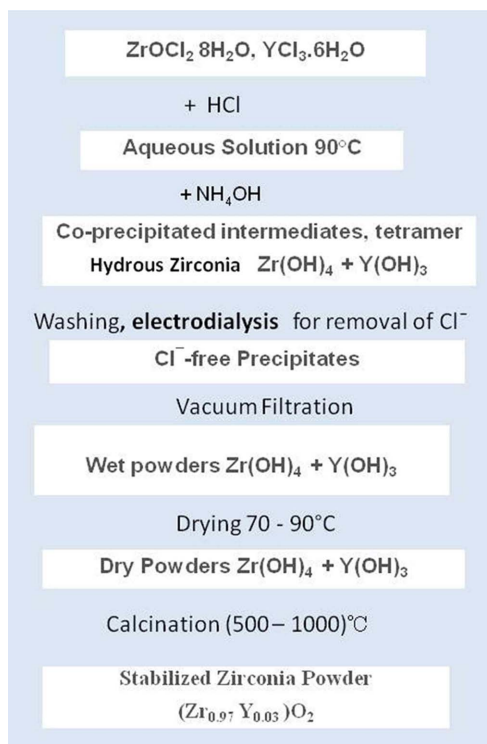 ZrOCl₂ 8H₂O, YCl₃.6H₂O
+ HCl
Aqueous Solution 90°C
+ NH₄OH
Co-precipitated intermediates, tetramer
Hydrous Zirconia Zr(OH)₄ + Y(OH)₃
Washing, electrodialysis for removal of Cl⁻
Cl⁻-free Precipitates
Vacuum Filtration
Wet powders Zr(OH)₄ + Y(OH)₃
Drying 70 - 90°C
Dry Powders Zr(OH)₄ + Y(OH)₃
Calcination (500 – 1000)℃
Stabilized Zirconia Powder
(Zr₀.₉₇ Y₀.₀₃ )O₂